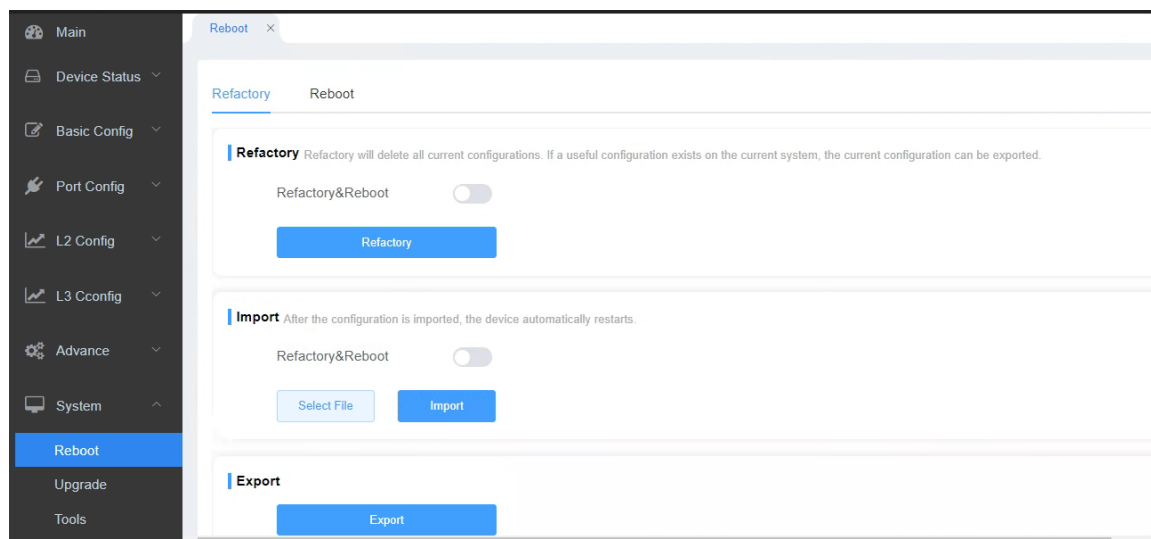 Main
Device Status
Basic Config
Port Config
L2 Config
L3 Cconfig
Advance
System
Reboot
Upgrade
Tools
Reboot
Refactory Reboot
Refactory Refactory will delete all current configurations. If a useful configuration exists on the current system, the current configuration can be exported.
Refactory&Reboot
Refactory
Import After the configuration is imported, the device automatically restarts.
Refactory&Reboot
Select File Import
Export
Export